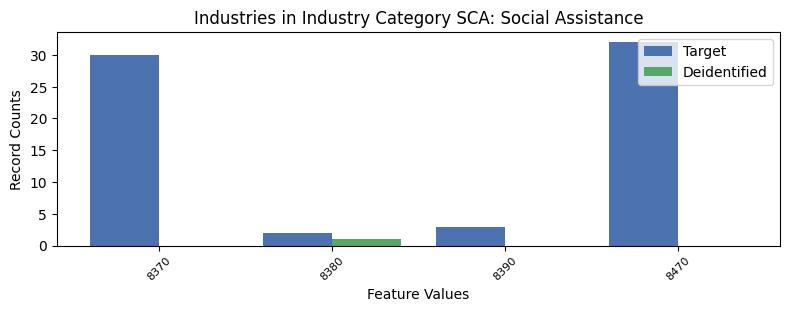 Industries in Industry Category SCA: Social Assistance
Record Counts
30
25
20
15
10
5
0
Target
Deidentified
8370
8380
8390
8470
Feature Values